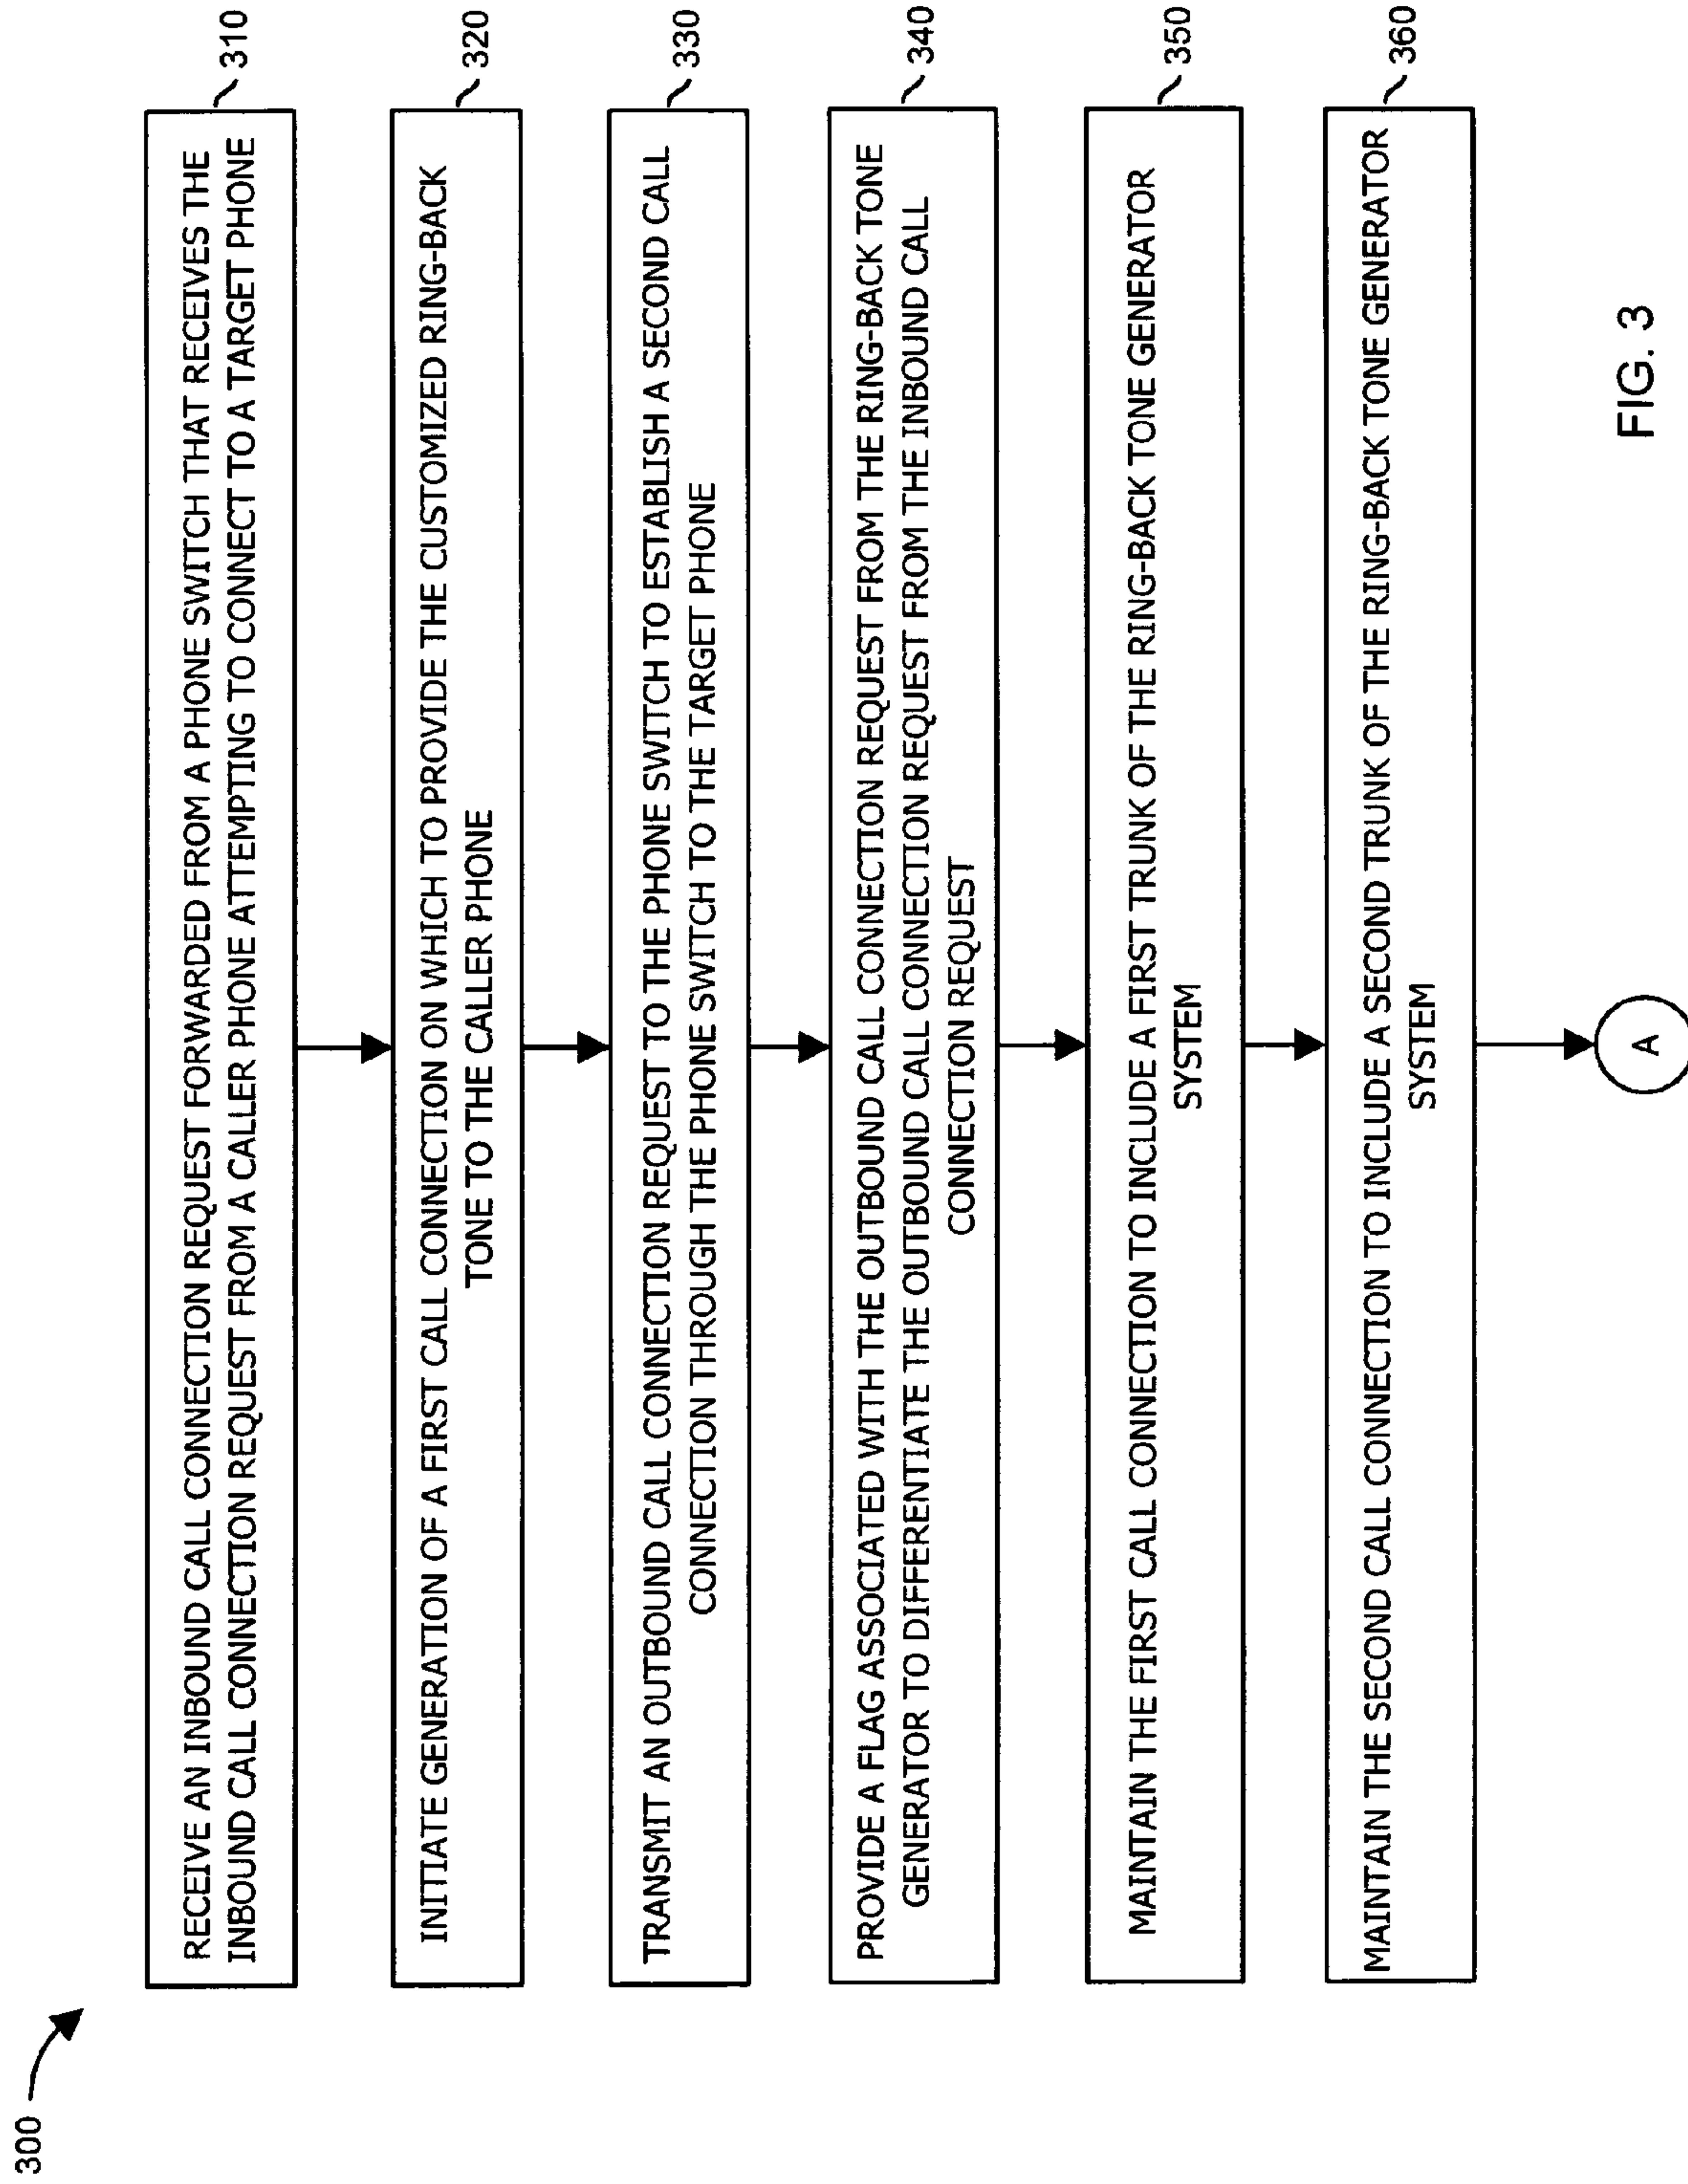 300
RECEIVE AN INBOUND CALL CONNECTION REQUEST FORWARDED FROM A PHONE SWITCH THAT RECEIVES THE
INBOUND CALL CONNECTION REQUEST FROM A CALLER PHONE ATTEMPTING TO CONNECT TO A TARGET PHONE
310
INITIATE GENERATION OF A FIRST CALL CONNECTION ON WHICH TO PROVIDE THE CUSTOMIZED RING-BACK
TONE TO THE CALLER PHONE
320
TRANSMIT AN OUTBOUND CALL CONNECTION REQUEST TO THE PHONE SWITCH TO ESTABLISH A SECOND CALL
CONNECTION THROUGH THE PHONE SWITCH TO THE TARGET PHONE
330
PROVIDE A FLAG ASSOCIATED WITH THE OUTBOUND CALL CONNECTION REQUEST FROM THE RING-BACK TONE
GENERATOR TO DIFFERENTIATE THE OUTBOUND CALL CONNECTION REQUEST FROM THE INBOUND CALL
CONNECTION REQUEST
340
MAINTAIN THE FIRST CALL CONNECTION TO INCLUDE A FIRST TRUNK OF THE RING-BACK TONE GENERATOR
SYSTEM
350
MAINTAIN THE SECOND CALL CONNECTION TO INCLUDE A SECOND TRUNK OF THE RING-BACK TONE GENERATOR
SYSTEM
360
A
FIG. 3